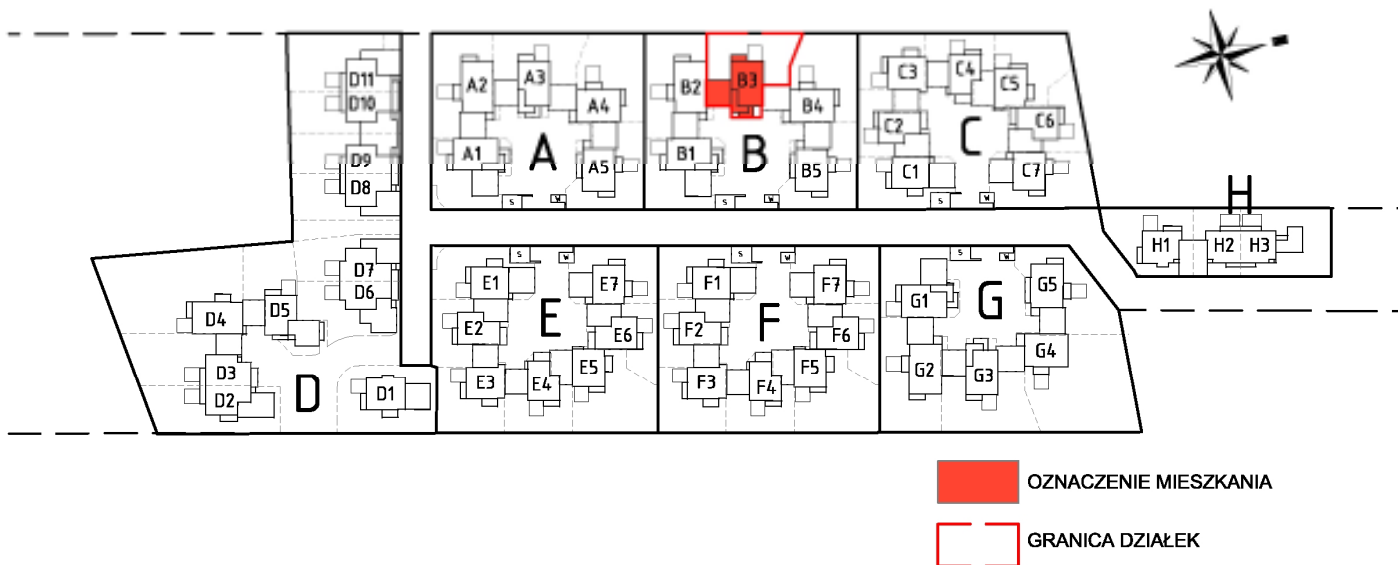 D11
D10
D9
D8
D7
D6
D5
D4
D3
D2
D1
D
A2
A3
A4
A1
A5
A
B2
B3
B4
B1
B5
B
C3
C4
C5
C2
C6
C1
C7
C
S W
S W
S W
H
H1 H2 H3
S W
S W
S W
E1
E7
E2
E6
E3
E4
E5
E
F1
F7
F2
F6
F3
F4
F5
F
G1
G5
G2
G3
G4
G
OZNACZENIE MIESZKANIA
GRANICA DZIAŁEK